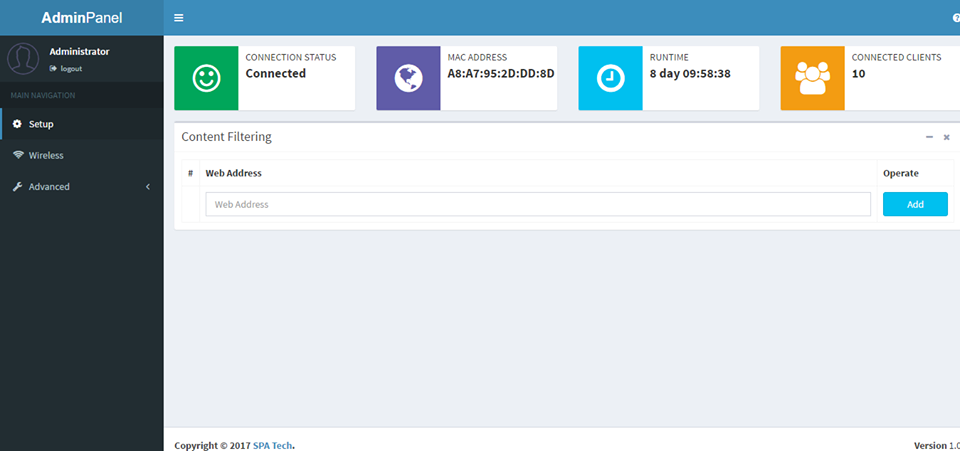 AdminPanel
Administrator
logout
MAIN NAVIGATION
Setup
Wireless
Advanced
CONNECTION STATUS
Connected
MAC ADDRESS
A8:A7:95:2D:DD:8D
RUNTIME
8 day 09:58:38
CONNECTED CLIENTS
10
Content Filtering
# Web Address Operate
Web Address Add
Copyright © 2017 SPA Tech. Version 1.0